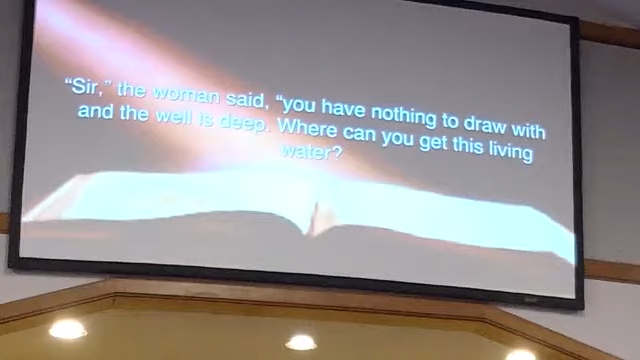 “Sir,” the woman said, “you have nothing to draw with
and the well is deep. Where can you get this living
water?